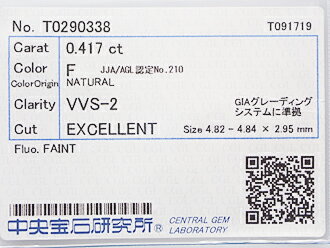 No. T0290338 T091719
Carat 0.417 ct
Color F JJA/AGL認定No.210
ColorOrigin NATURAL
Clarity VVS-2 GIAグレーディング
システムに準拠
Cut EXCELLENT Size 4.82 - 4.84 × 2.95 mm
Fluo. FAINT
中央宝石研究所® CENTRAL GEM
LABORATORY